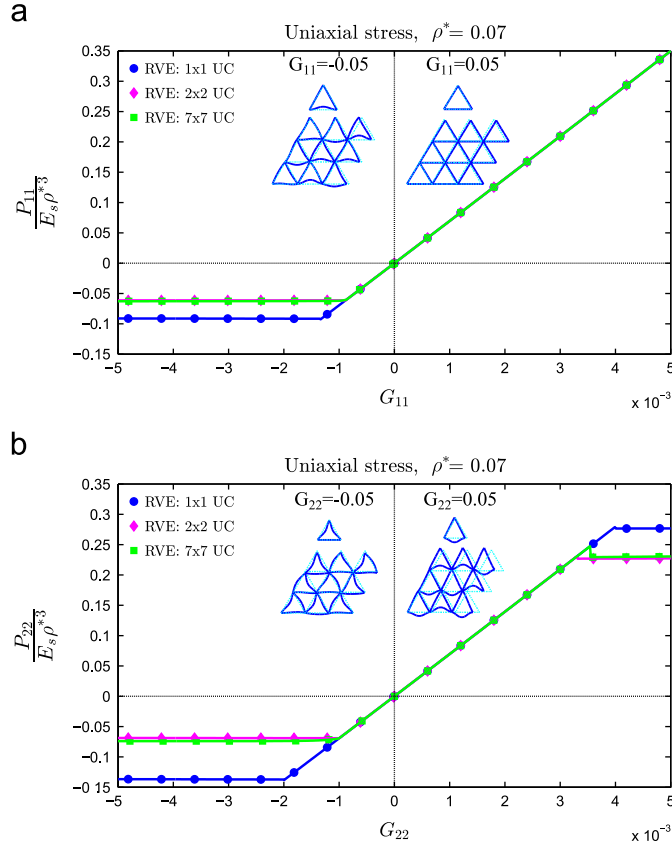 a
Uniaxial stress, ρ*= 0.07
G11=-0.05 G11=0.05
RVE: 1x1 UC
RVE: 2x2 UC
RVE: 7x7 UC
0.35
0.3
0.25
0.2
0.15
0.1
0.05
0
−0.05
−0.1
0.15
P11
Esρ*3
−5 −4 −3 −2 −1 0 1 2 3 4 5
G11
x 10−3
b
Uniaxial stress, ρ*= 0.07
G22=-0.05 G22=0.05
RVE: 1x1 UC
RVE: 2x2 UC
RVE: 7x7 UC
0.35
0.3
0.25
0.2
0.15
0.1
0.05
0
−0.05
−0.1
−0.15
P22
Esρ*3
−5 −4 −3 −2 −1 0 1 2 3 4 5
G22
x 10−3